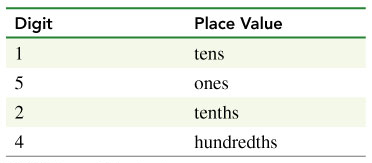 Digit Place Value
1 tens
5 ones
2 tenths
4 hundredths